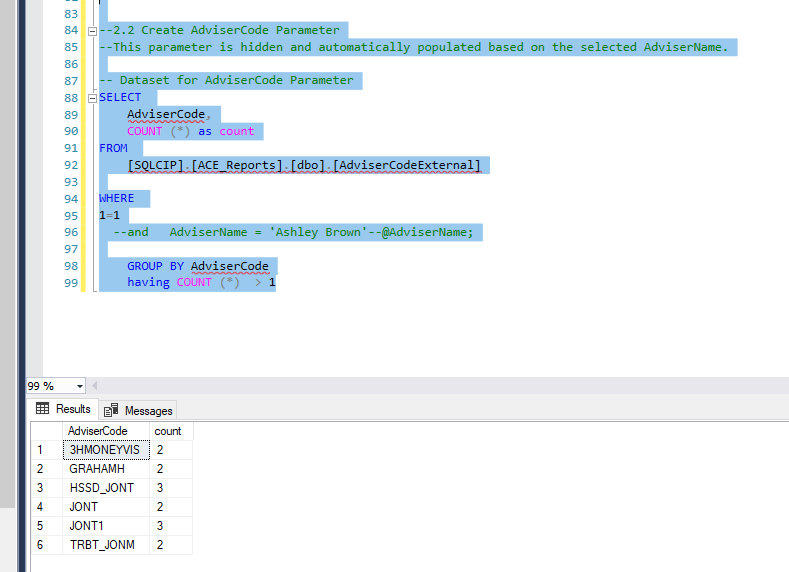 83
84 --2.2 Create AdviserCode Parameter
85 --This parameter is hidden and automatically populated based on the selected AdviserName.
86
87 -- Dataset for AdviserCode Parameter
88 SELECT
89 AdviserCode,
90 COUNT (*) as count
91 FROM
92 [SQLCIP].[ACE_Reports].[dbo].[AdviserCodeExternal]
93
94 WHERE
95 1=1
96 --and AdviserName = 'Ashley Brown'--@AdviserName;
97
98 GROUP BY AdviserCode
99 having COUNT (*) > 1
99 %
Results Messages
AdviserCode count
1 3HMONEYVIS 2
2 GRAHAMH 2
3 HSSD_JONT 3
4 JONT 2
5 JONT1 3
6 TRBT_JONM 2